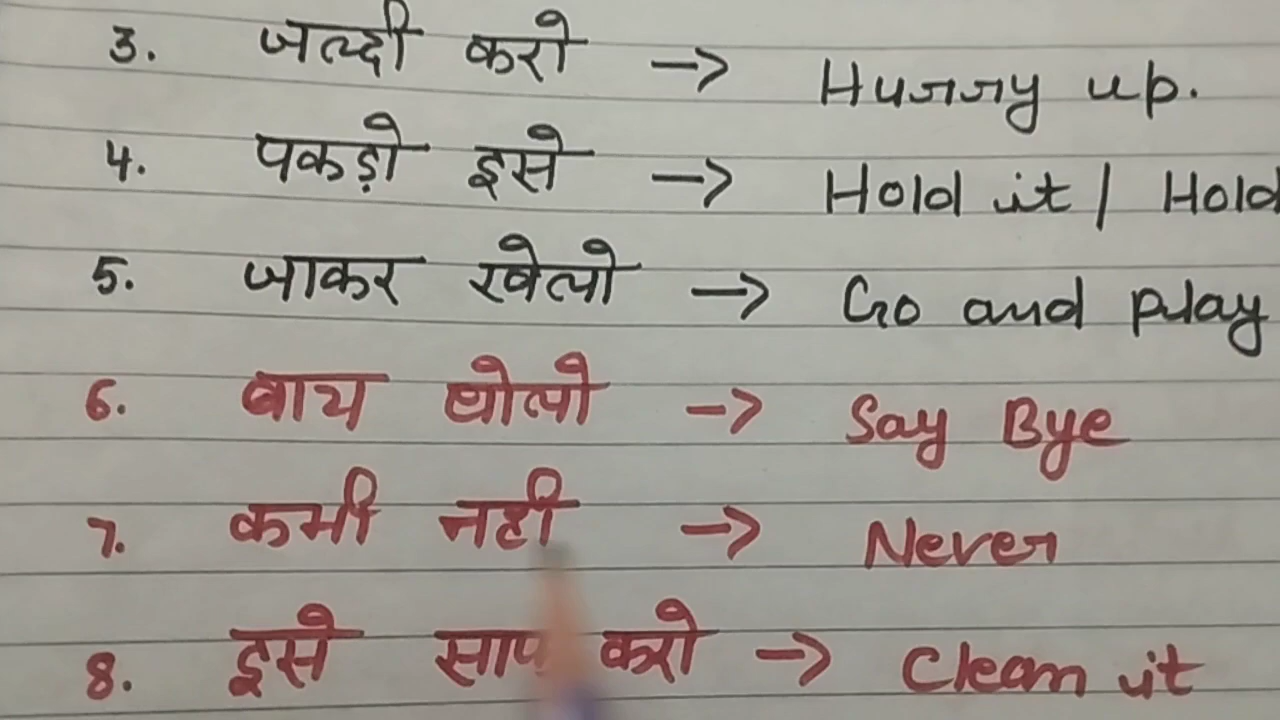 3. जल्दी करो → Hurry up.
4. पकड़ो इसे → Hold it / Hold
5. जाकर खेलो → Go and play
6. बाय बोलो → Say Bye
7. कभी नही → Never
8. इसे साफ करो → Clean it